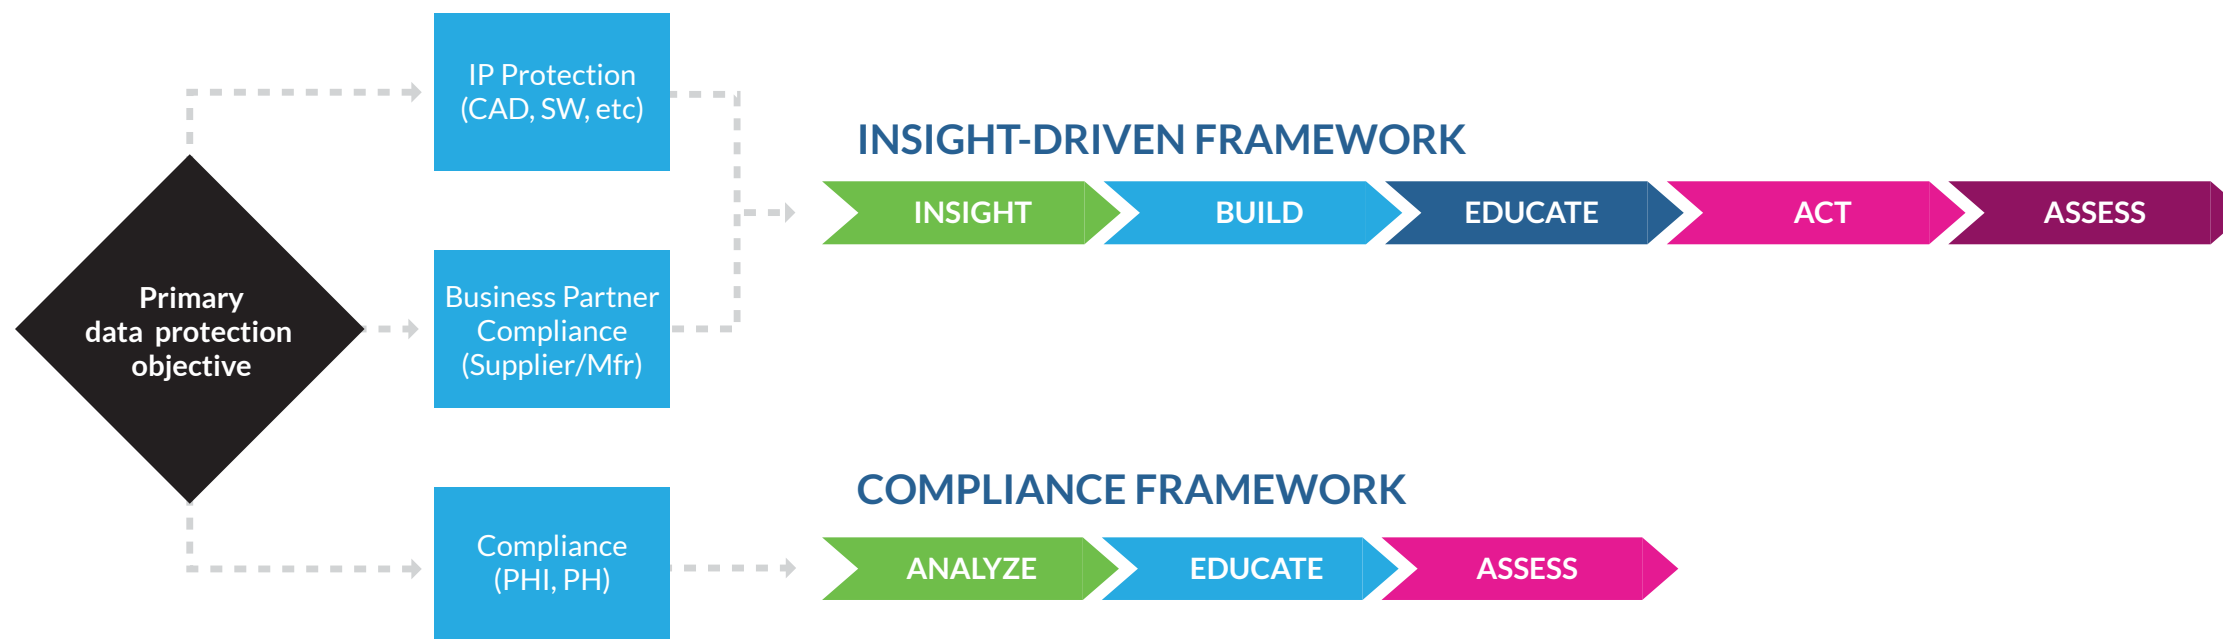 Primary
data protection
objective
IP Protection
(CAD, SW, etc)
Business Partner
Compliance
(Supplier/Mfr)
Compliance
(PHI, PH)
INSIGHT-DRIVEN FRAMEWORK
INSIGHT
BUILD
EDUCATE
ACT
ASSESS
COMPLIANCE FRAMEWORK
ANALYZE
EDUCATE
ASSESS